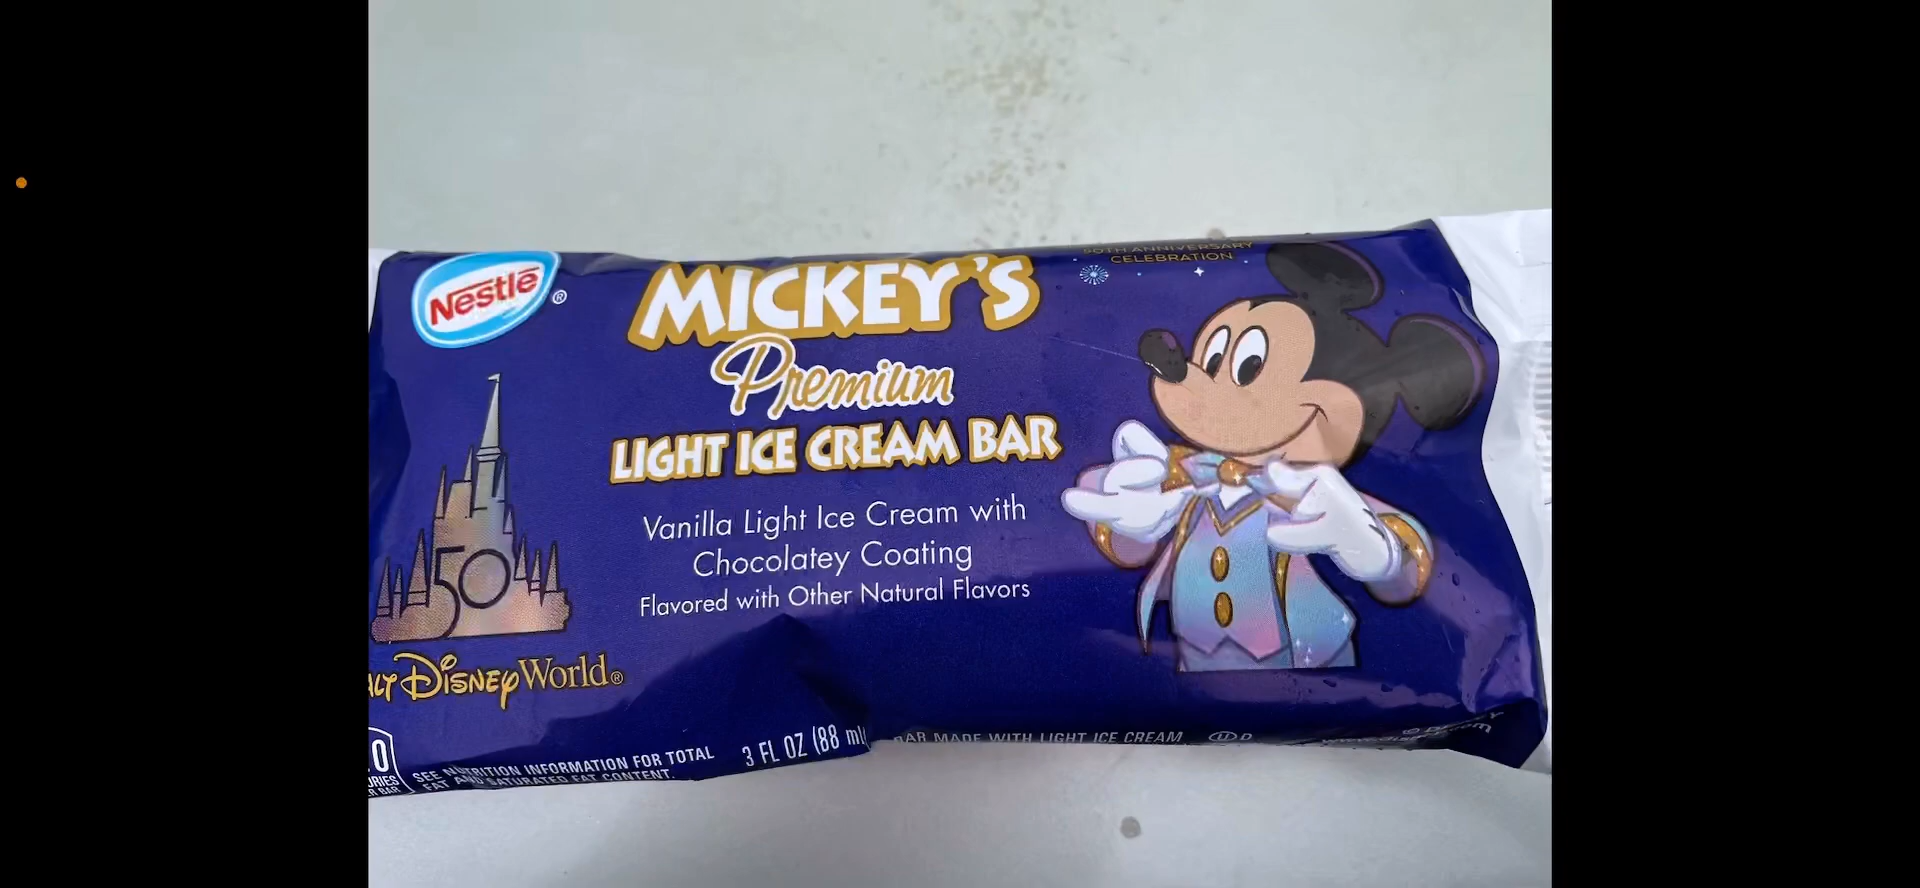 Nestlē®
MICKEY'S
Premium
LIGHT ICE CREAM BAR
Vanilla Light Ice Cream with
Chocolatey Coating
Flavored with Other Natural Flavors
50TH ANNIVERSARY
CELEBRATION
50
Disney World®
0
SEE NUTRITION INFORMATION FOR TOTAL
FAT AND SATURATED FAT CONTENT.
3 FL OZ (88 ml
BAR MADE WITH LIGHT ICE CREAM
U D